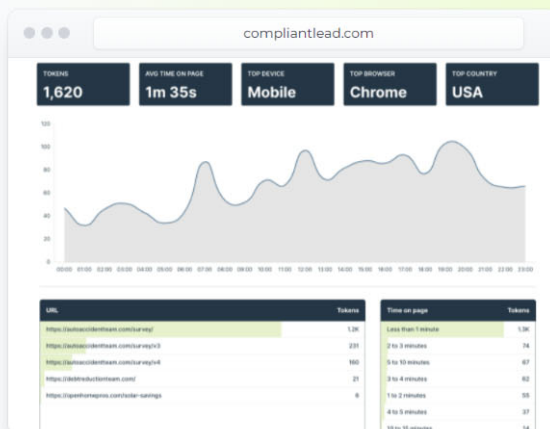 compliantlead.com
TOKENS
1,620
AVG TIME ON PAGE
1m 35s
TOP DEVICE
Mobile
TOP BROWSER
Chrome
TOP COUNTRY
USA
120
100
80
60
40
20
0
00:00 01:00 02:00 03:00 04:00 05:00 06:00 07:00 08:00 09:00 10:00 11:00 12:00 13:00 14:00 15:00 16:00 17:00 18:00 19:00 20:00 21:00 22:00 23:00
URL Tokens
https://autoaccidentteam.com/survey/ 1.2K
https://autoaccidentteam.com/survey/v3 231
https://autoaccidentteam.com/survey/v4 160
https://debtreductionteam.com/ 21
https://openhomepros.com/solar-savings 6
Time on page Tokens
Less than 1 minute 1.3K
2 to 3 minutes 74
5 to 10 minutes 67
3 to 4 minutes 62
1 to 2 minutes 55
4 to 5 minutes 37